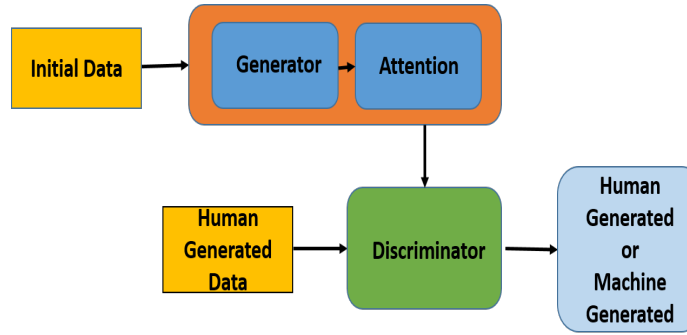 Initial Data
Generator
Attention
Human
Generated
Data
Discriminator
Human
Generated
or
Machine
Generated